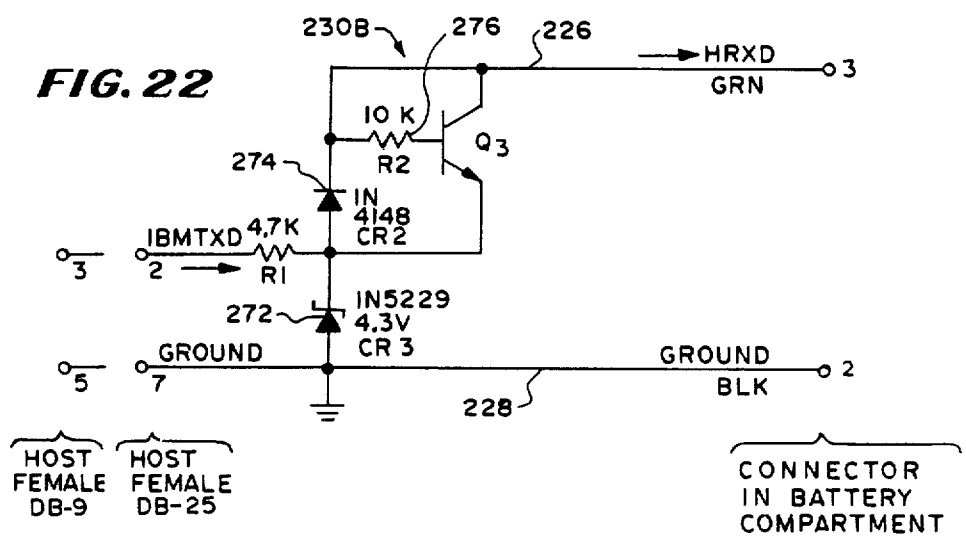 FIG. 22
230B
276
226
HRXD
3
GRN
10 K
Q3
R2
274
IN
4148
CR2
IBMTXD
4.7K
3
2
R1
IN5229
272
4.3V
CR3
GROUND
GROUND
5
7
2
228
BLK
HOST
FEMALE
DB-9
HOST
FEMALE
DB-25
CONNECTOR
IN BATTERY
COMPARTMENT